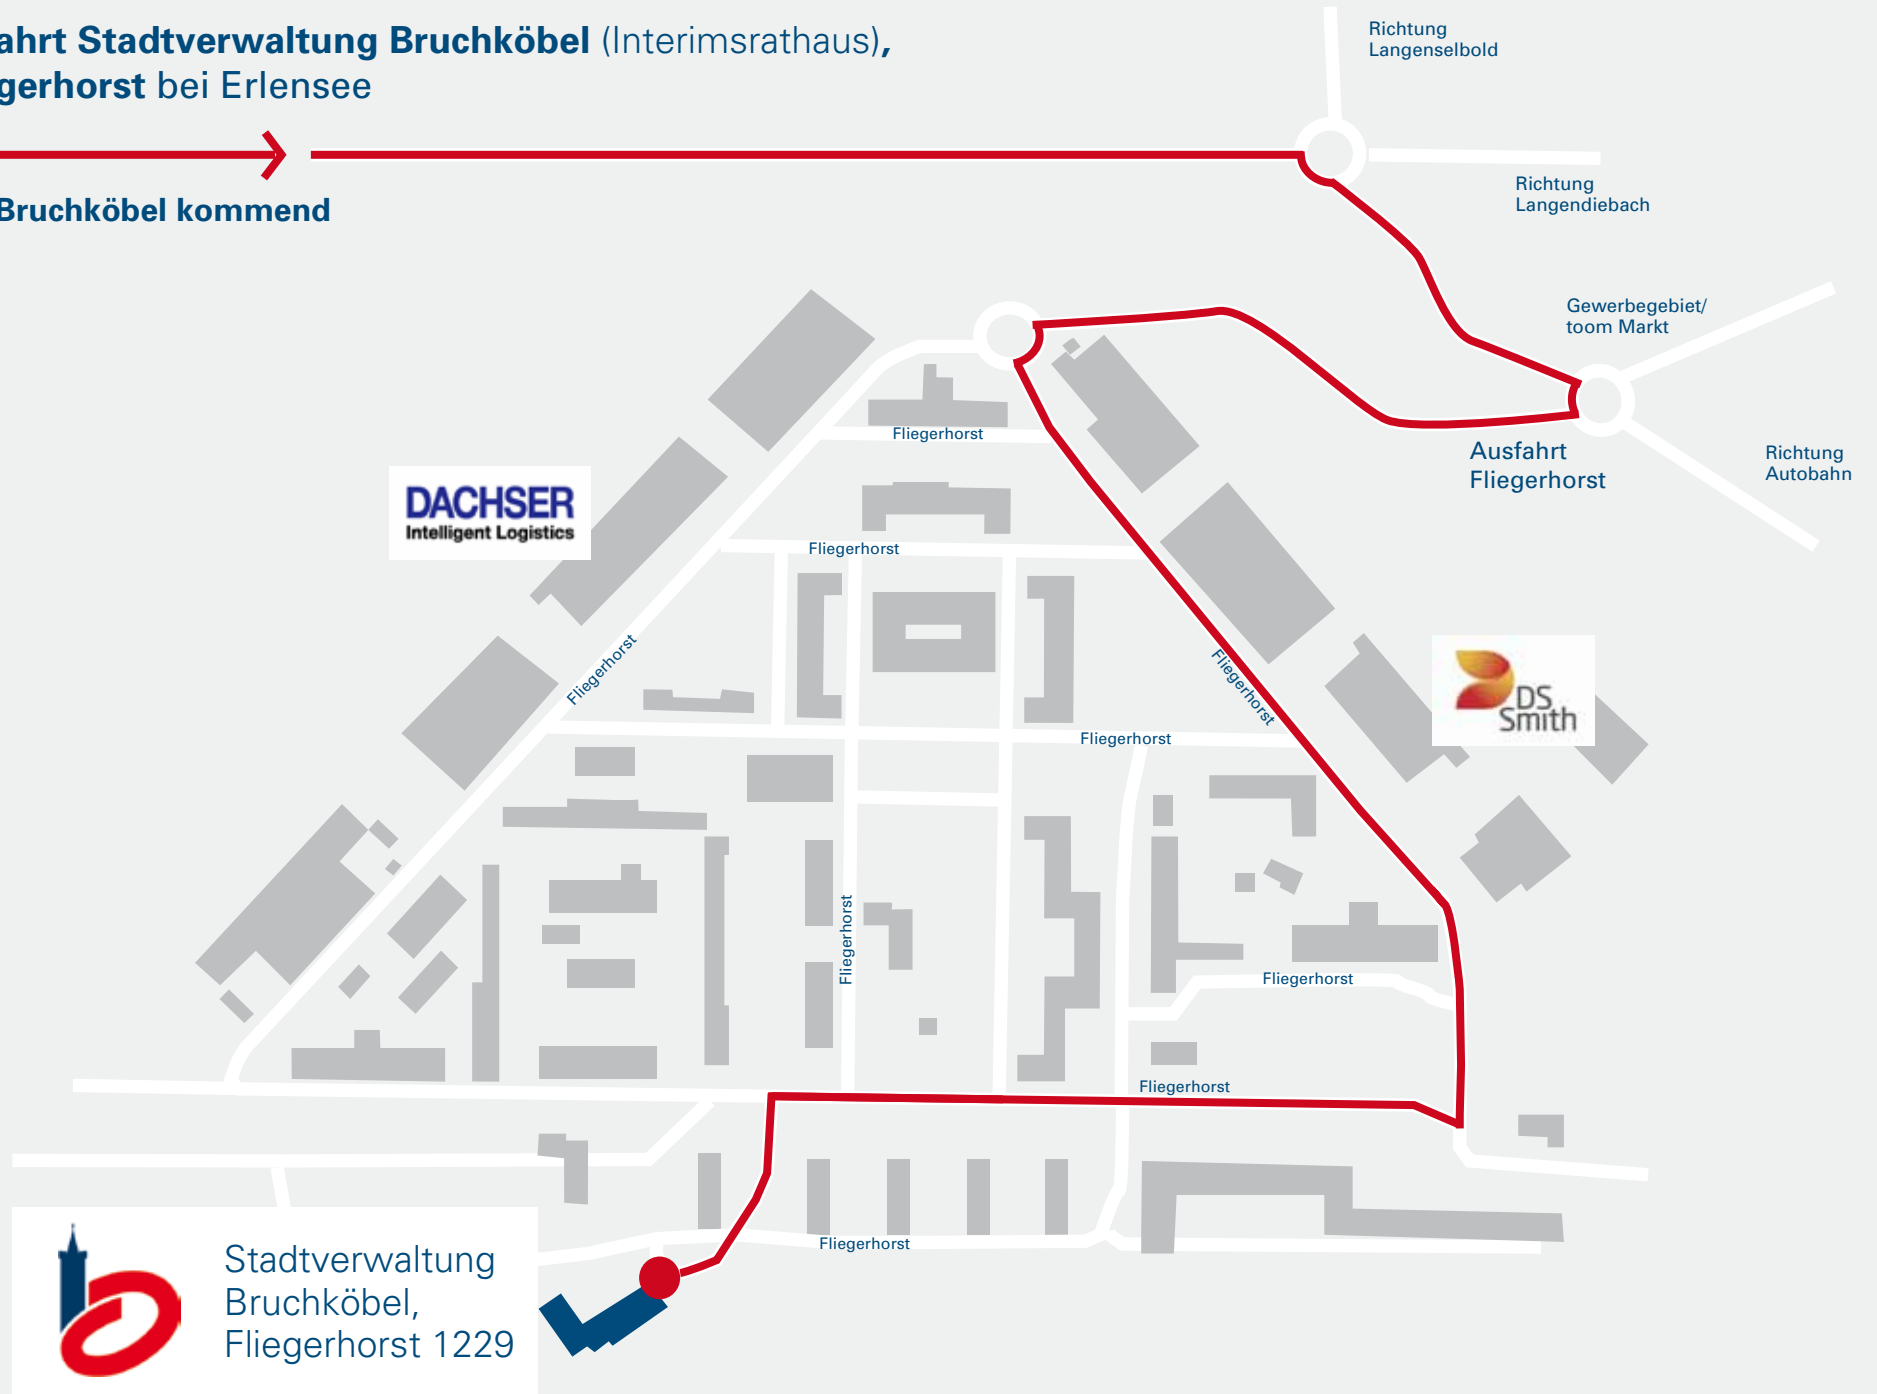 ahrt Stadtverwaltung Bruchköbel (Interimsrathaus),
gerhorst bei Erlensee
Bruchköbel kommend
Richtung
Langenselbold
Richtung
Langendiebach
Gewerbegebiet/
toom Markt
Ausfahrt
Fliegerhorst
Richtung
Autobahn
Fliegerhorst
DACHSER
Intelligent Logistics
Fliegerhorst
Fliegerhorst
Fliegerhorst
DS
Smith
Fliegerhorst
Fliegerhorst
Fliegerhorst
Fliegerhorst
Fliegerhorst
Stadtverwaltung
Bruchköbel,
Fliegerhorst 1229